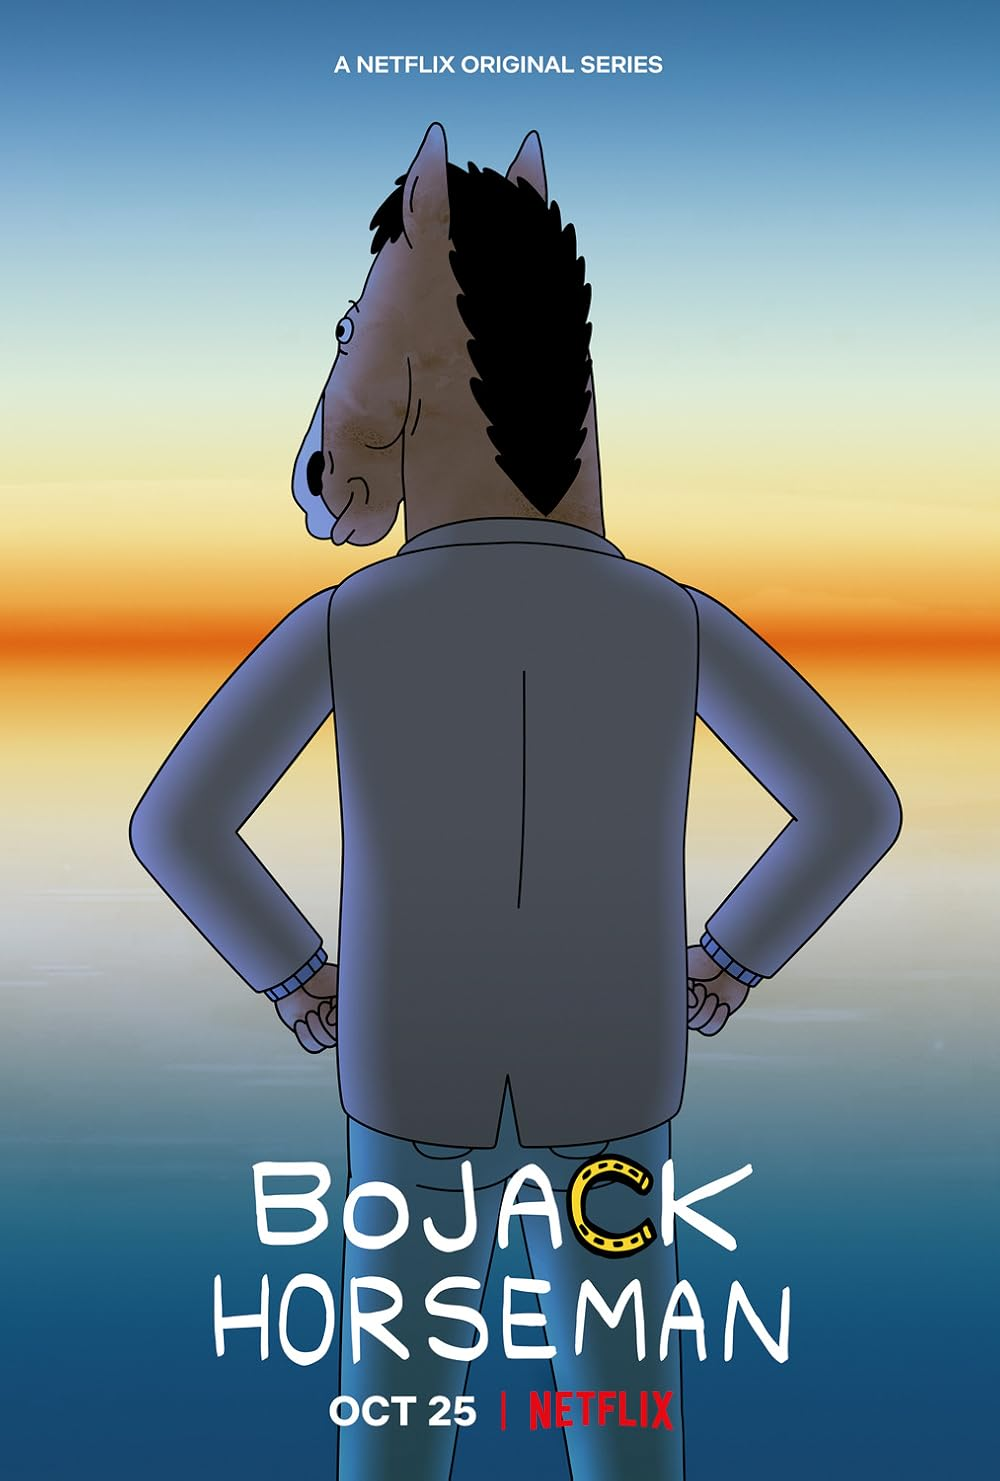 A NETFLIX ORIGINAL SERIES
BOJACK
HORSEMAN
OCT 25 | NETFLIX